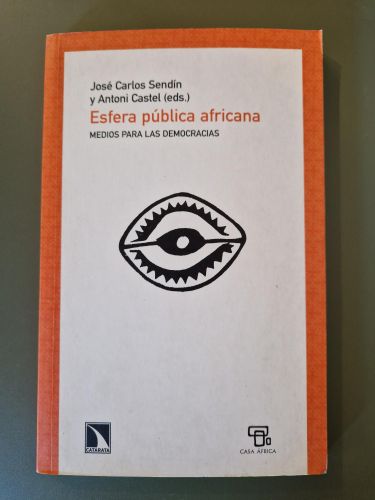 José Carlos Sendín
y Antoni Castel (eds.)
Esfera pública africana
MEDIOS PARA LAS DEMOCRACIAS
CATARATA
CASA ÁFRICA